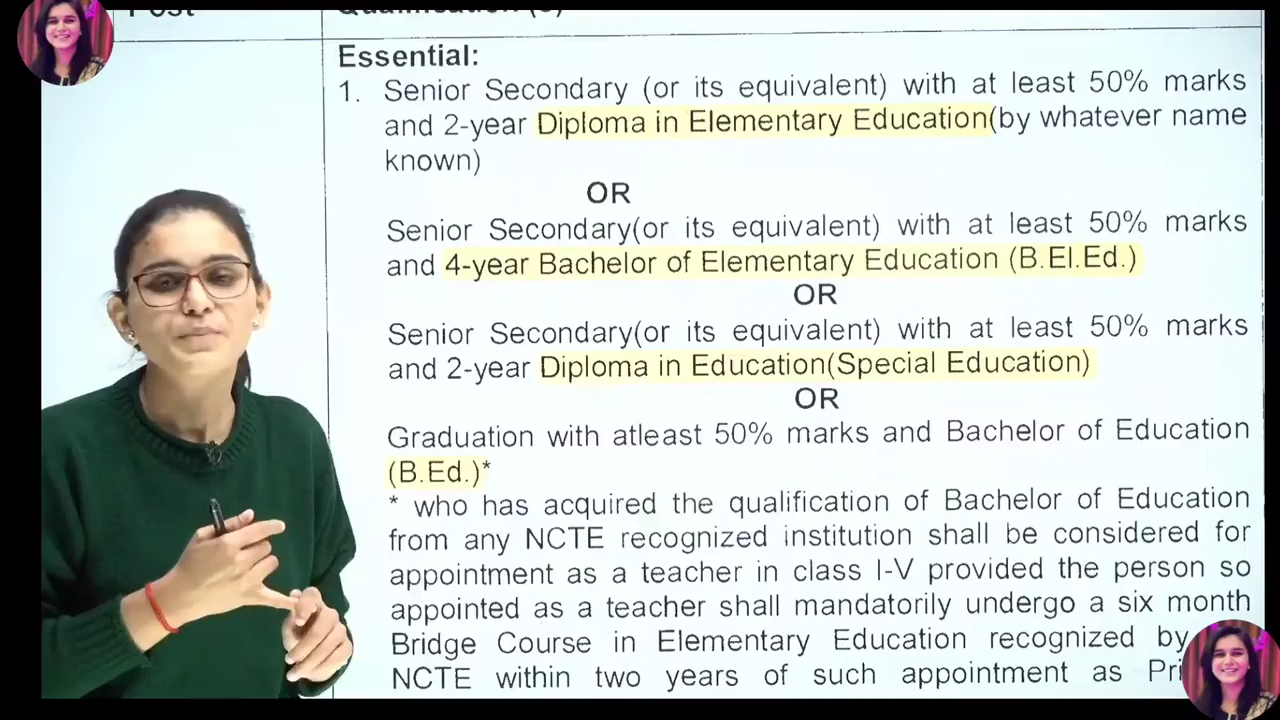 Post
Qualification (s)
Essential:
1. Senior Secondary (or its equivalent) with at least 50% marks
and 2-year Diploma in Elementary Education(by whatever name
known)
OR
Senior Secondary(or its equivalent) with at least 50% marks
and 4-year Bachelor of Elementary Education (B.El.Ed.)
OR
Senior Secondary(or its equivalent) with at least 50% marks
and 2-year Diploma in Education(Special Education)
OR
Graduation with atleast 50% marks and Bachelor of Education
(B.Ed.)*
* who has acquired the qualification of Bachelor of Education
from any NCTE recognized institution shall be considered for
appointment as a teacher in class I-V provided the person so
appointed as a teacher shall mandatorily undergo a six month
Bridge Course in Elementary Education recognized by
NCTE within two years of such appointment as